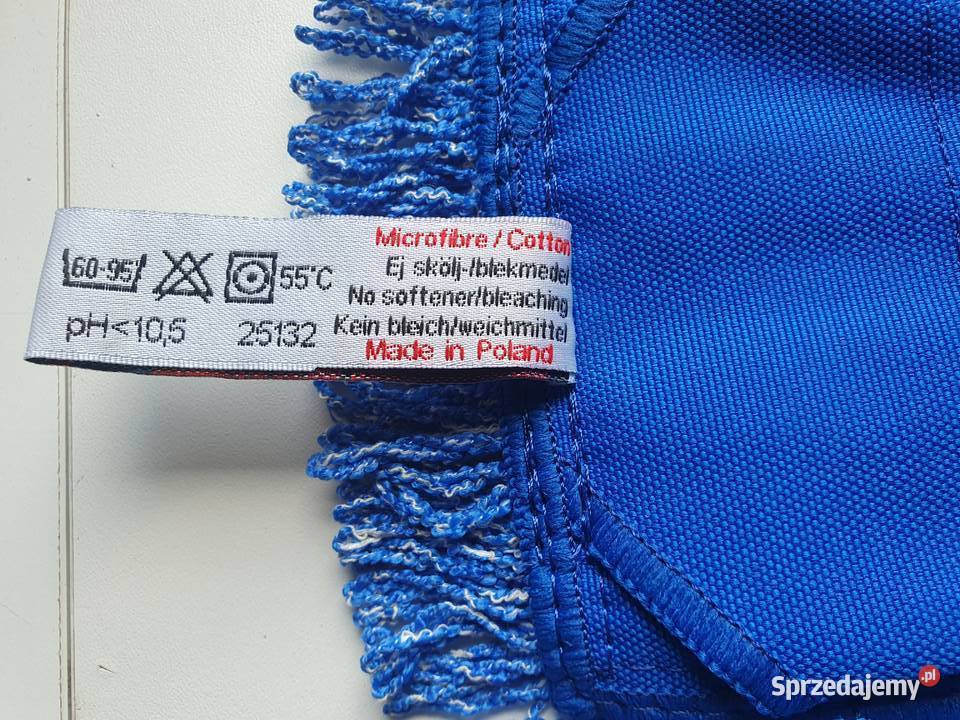 Microfibre / Cotton
Ej skölj-/blekmedel
No softener/bleaching
Kein bleich/weichmittel
Made in Poland
60-95°
55°C
pH<10,5 25132
Sprzedajemy.pl